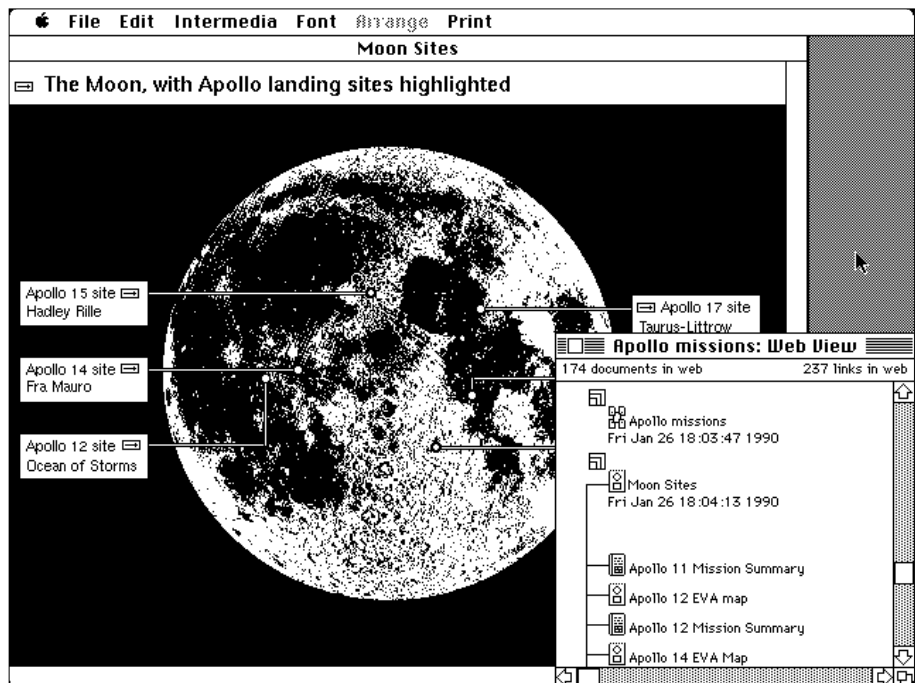 File Edit Intermedia Font Arrange Print
Moon Sites
The Moon, with Apollo landing sites highlighted
Apollo 15 site
Hadley Rille
Apollo 14 site
Fra Mauro
Apollo 12 site
Ocean of Storms
Apollo 17 site
Taurus-Littrow
Apollo missions: Web View
174 documents in web 237 links in web
Apollo missions
Fri Jan 26 18:03:47 1990
Moon Sites
Fri Jan 26 18:04:13 1990
Apollo 11 Mission Summary
Apollo 12 EVA map
Apollo 12 Mission Summary
Apollo 14 EVA Map